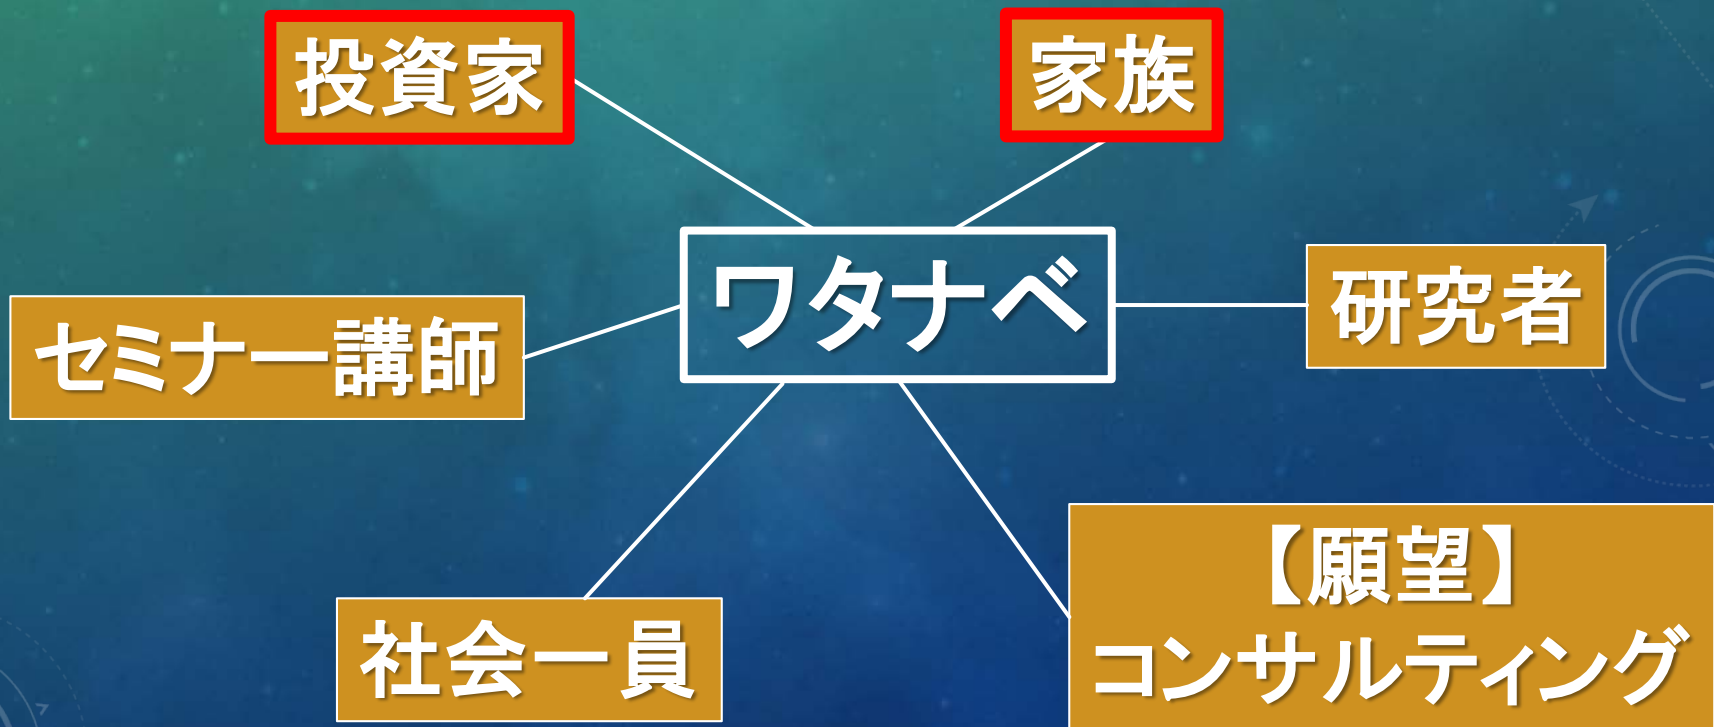 投資家
家族
ワタナベ
研究者
セミナー講師
【願望】
コンサルティング
社会一員